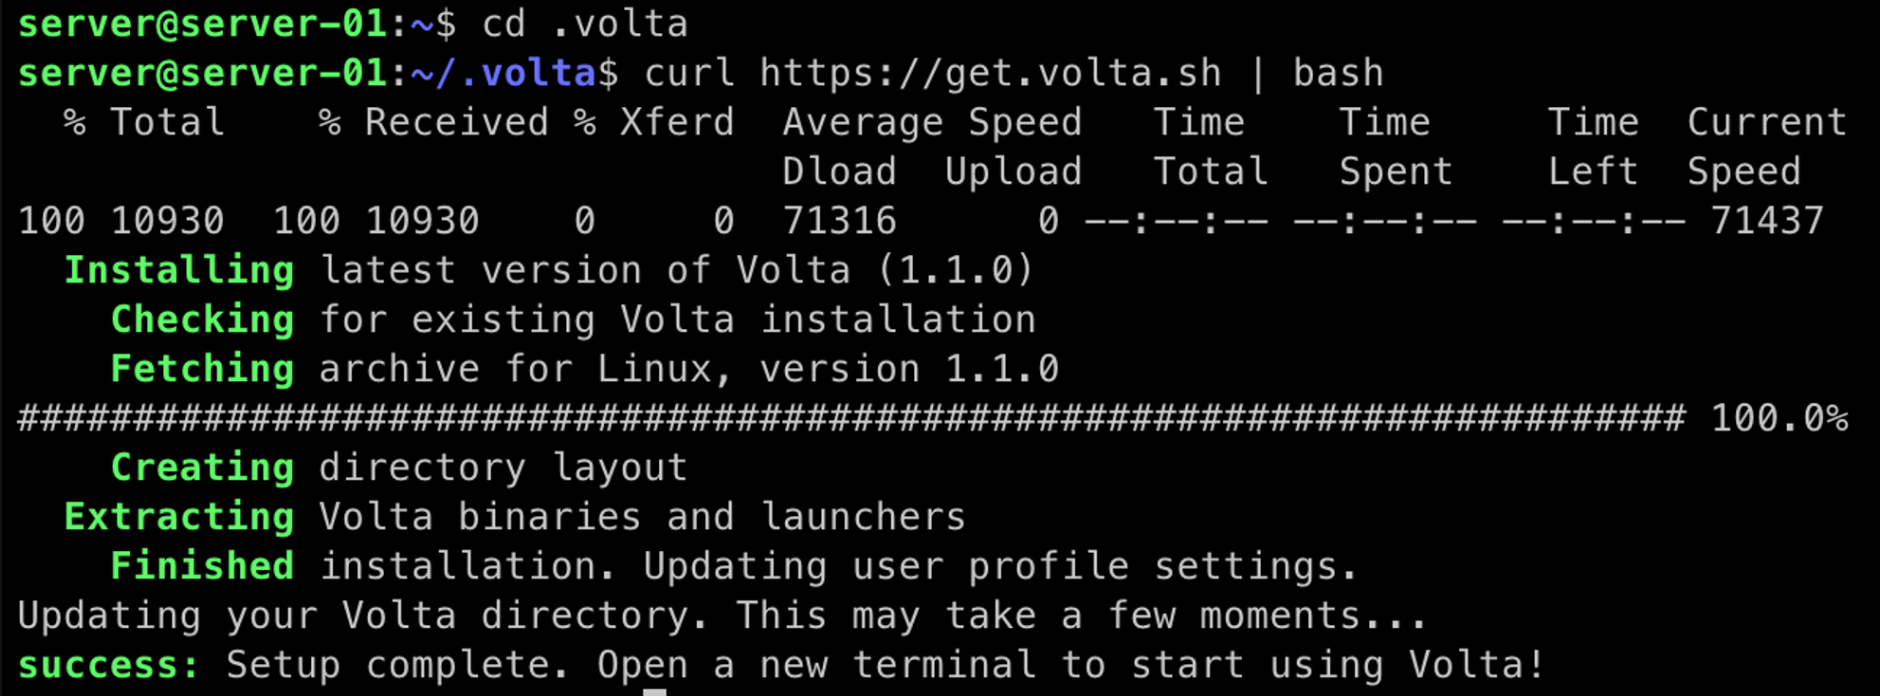 server@server-01:~$ cd .volta
server@server-01:~/.volta$ curl https://get.volta.sh | bash
  % Total    % Received % Xferd  Average Speed   Time    Time     Time  Current
                                 Dload  Upload   Total   Spent    Left  Speed
100 10930  100 10930    0     0  71316      0 --:--:-- --:--:-- --:--:-- 71437
  Installing latest version of Volta (1.1.0)
    Checking for existing Volta installation
    Fetching archive for Linux, version 1.1.0
######################################################################## 100.0%
    Creating directory layout
  Extracting Volta binaries and launchers
    Finished installation. Updating user profile settings.
Updating your Volta directory. This may take a few moments...
success: Setup complete. Open a new terminal to start using Volta!